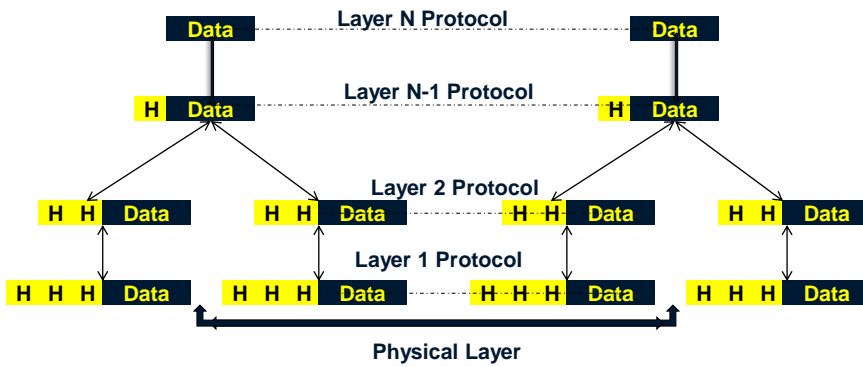 Layer N Protocol
Data Data
Layer N-1 Protocol
H Data H Data
Layer 2 Protocol
H H Data H H Data H H Data H H Data
Layer 1 Protocol
H H H Data H H H Data H H H Data H H H Data
Physical Layer